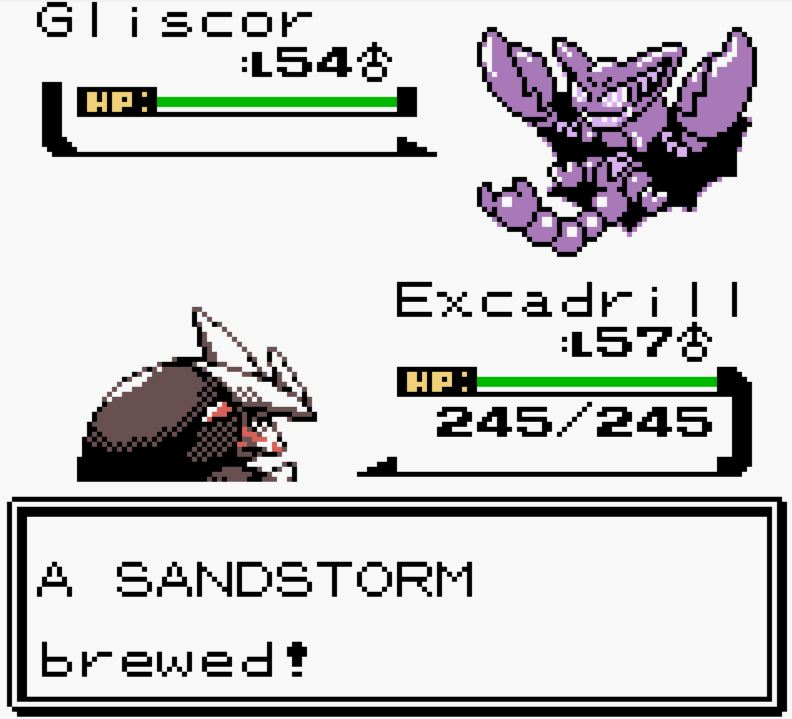 Gliscor
:L54♂
HP:
Excadrill
:L57♂
HP:
245/245
A SANDSTORM
brewed!